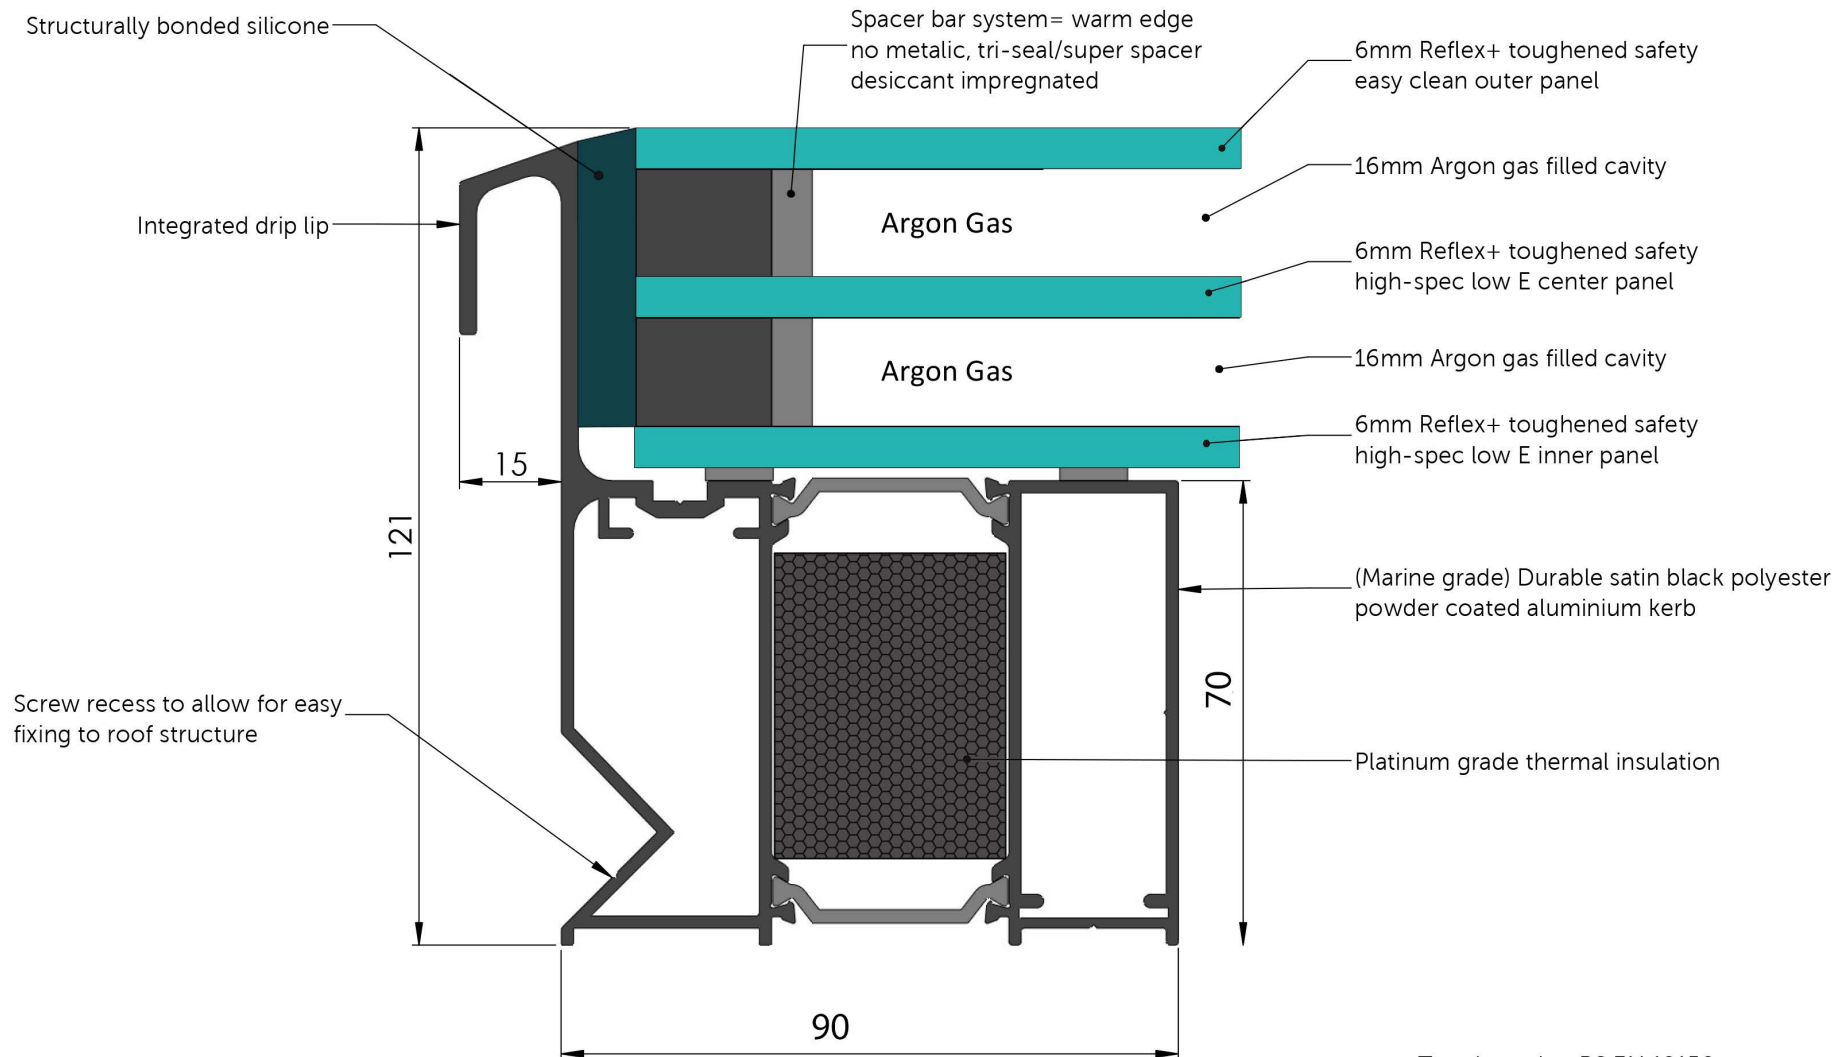 Structurally bonded silicone
Spacer bar system= warm edge
no metalic, tri-seal/super spacer
desiccant impregnated
6mm Reflex+ toughened safety
easy clean outer panel
16mm Argon gas filled cavity
Argon Gas
Integrated drip lip
6mm Reflex+ toughened safety
high-spec low E center panel
16mm Argon gas filled cavity
Argon Gas
6mm Reflex+ toughened safety
high-spec low E inner panel
15
121
(Marine grade) Durable satin black polyester
powder coated aluminium kerb
70
Screw recess to allow for easy
fixing to roof structure
Platinum grade thermal insulation
90